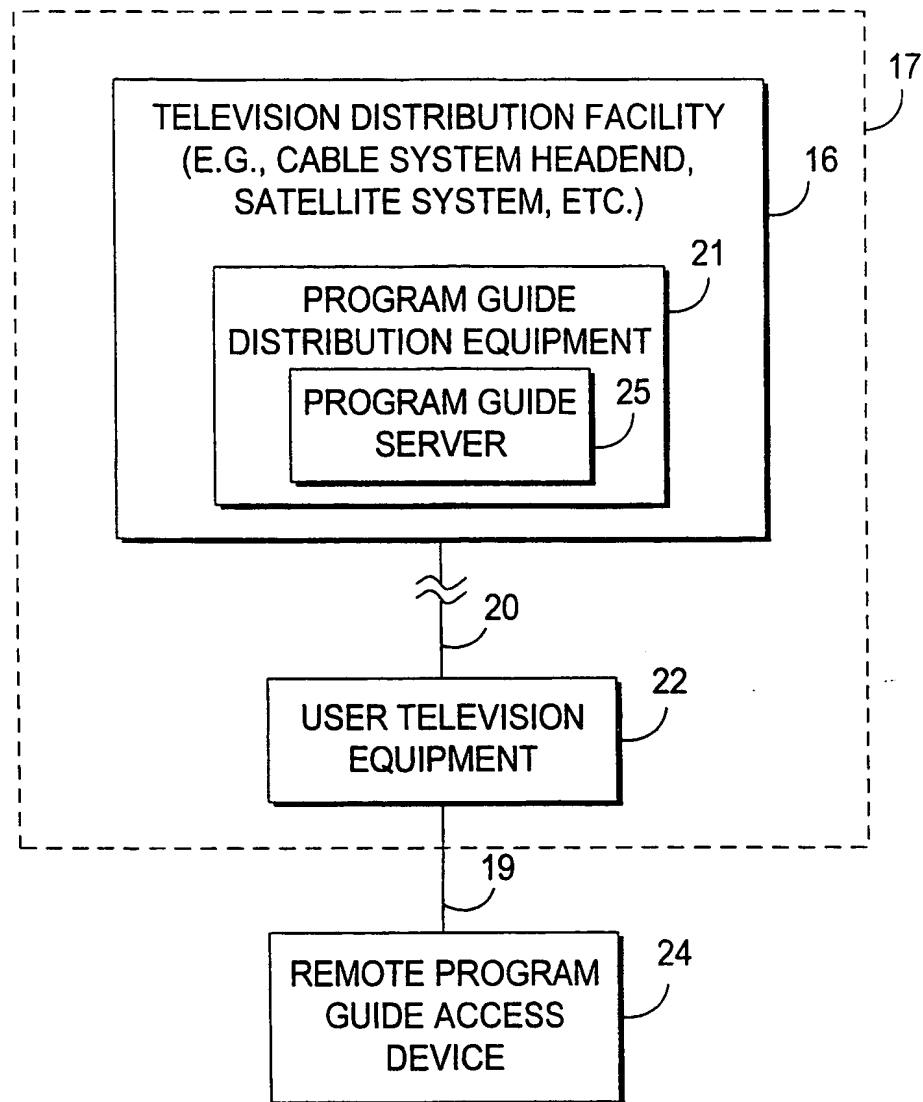 17
TELEVISION DISTRIBUTION FACILITY
(E.G., CABLE SYSTEM HEADEND,
SATELLITE SYSTEM, ETC.)
16
21
PROGRAM GUIDE
DISTRIBUTION EQUIPMENT
25
PROGRAM GUIDE
SERVER
20
22
USER TELEVISION
EQUIPMENT
19
24
REMOTE PROGRAM
GUIDE ACCESS
DEVICE